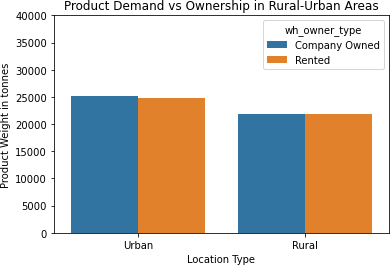 Product Demand vs Ownership in Rural-Urban Areas
wh_owner_type
Company Owned
Rented
Product Weight in tonnes
40000
35000
30000
25000
20000
15000
10000
5000
0
Urban
Rural
Location Type